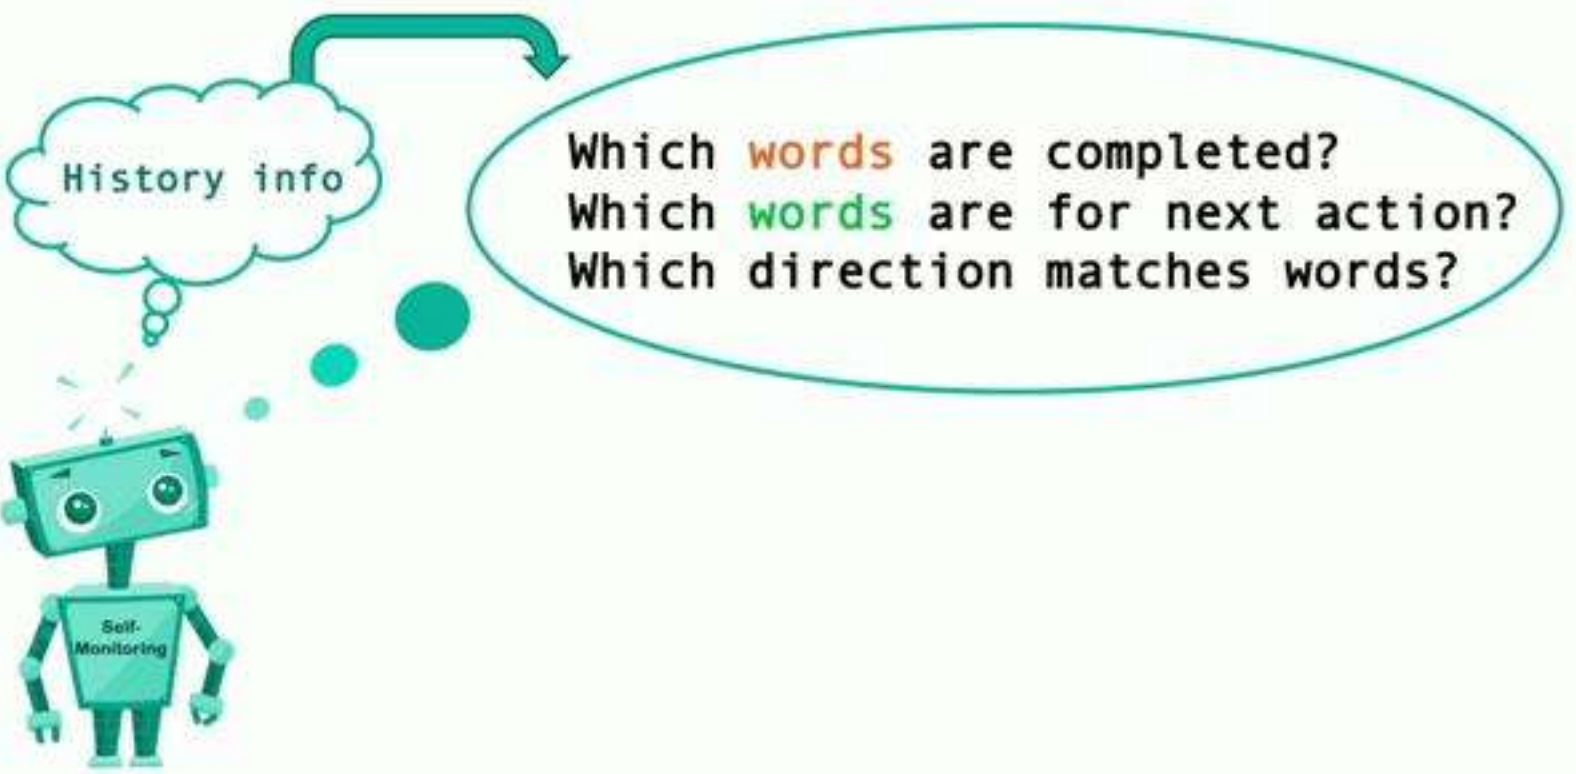 History info
Which words are completed?
Which words are for next action?
Which direction matches words?
Self-
Monitoring